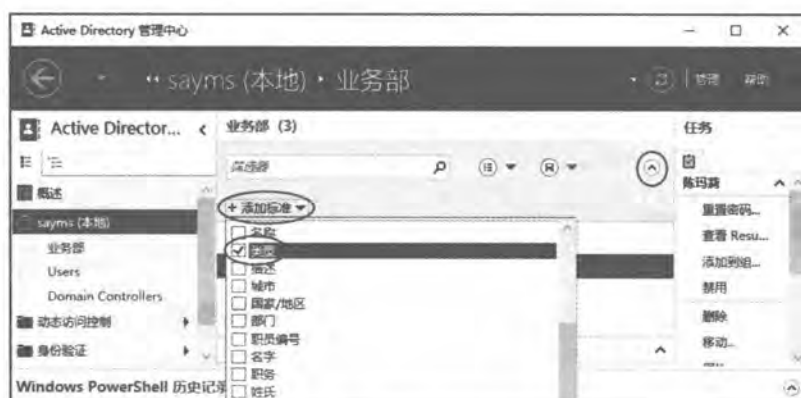 Active Directory 管理中心
sayms (本地) · 业务部
管理 帮助
Active Director...
业务部 (3)
任务
筛选器
概述
陈玛莉
+ 添加标准
重置密码...
sayms (本地)
名称
查看 Resu...
业务部
类型
添加到组...
Users
描述
城市
禁用
Domain Controllers
国家/地区
动态访问控制
部门
删除
职员编号
身份验证
名字
移动...
职务
Windows PowerShell 历史记录
姓氏